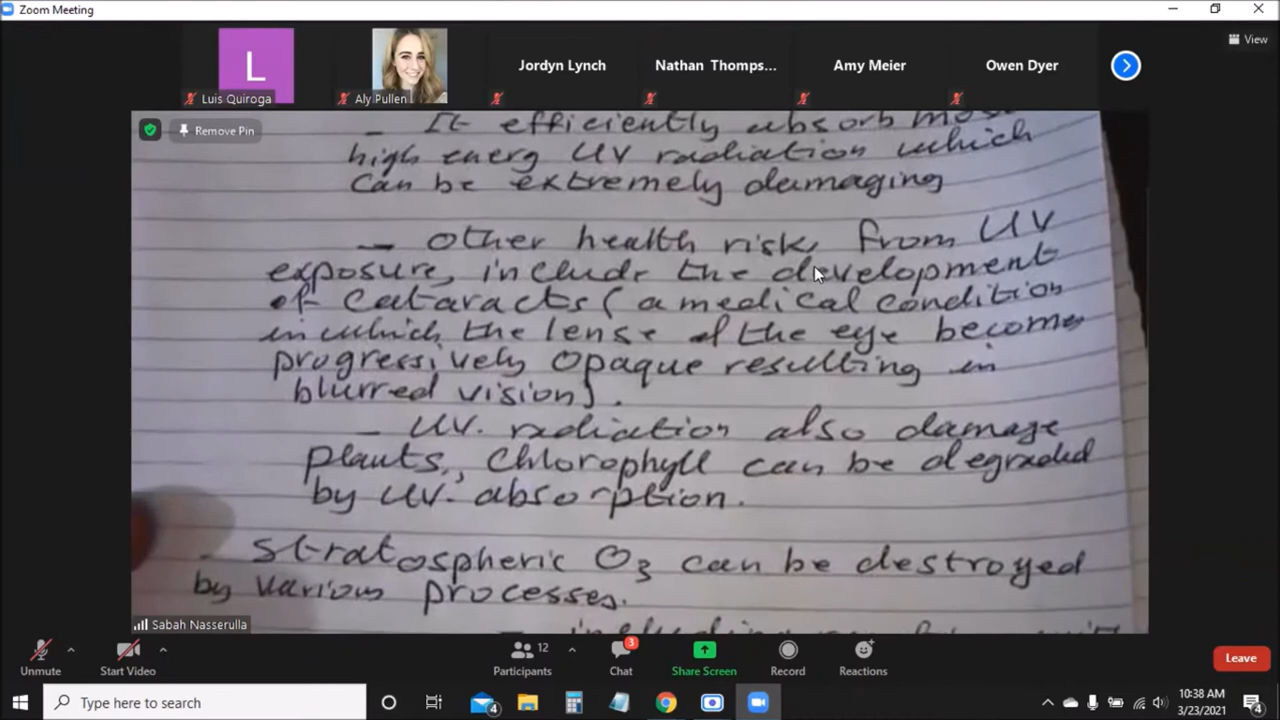 Zoom Meeting
View
L
Luis Quiroga
Aly Pullen
Jordyn Lynch
Nathan Thomps...
Amy Meier
Owen Dyer
Remove Pin
- It efficiently absorb most
high energ UV radiation which
can be extremely damaging
- Other health risk, from UV
exposure, include the development
of cataracts (a medical condition
in which the lense of the eye becomes
progressively opaque resulting in
blurred vision).
- UV. radiation also damage
plants, Chlorophyll can be degraded
by UV. absorption.
- Stratospheric O3 can be destroyed
by various processes.
- including
Sabah Nasserulla
Unmute
Start Video
12
Participants
3
Chat
Share Screen
Record
Reactions
Leave
Type here to search
4
10:38 AM
3/23/2021
4